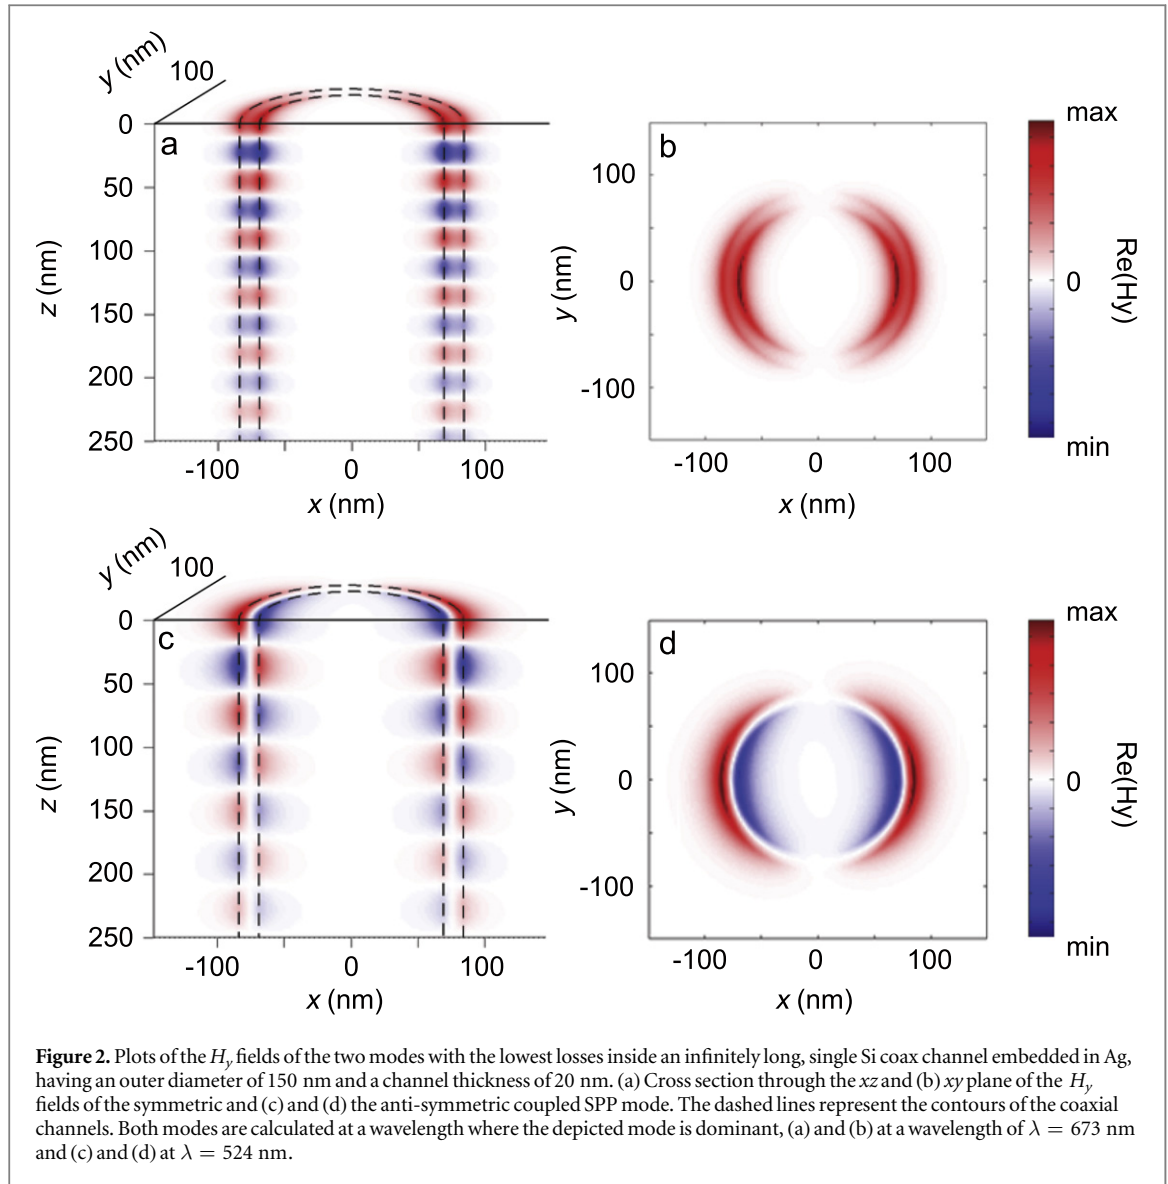 y (nm)
100
0
50
100
150
200
250
z (nm)
a
-100
0
100
x (nm)
b
100
0
-100
y (nm)
-100
0
100
x (nm)
max
0
min
Re(Hy)
y (nm)
100
0
50
100
150
200
250
z (nm)
c
-100
0
100
x (nm)
d
100
0
-100
y (nm)
-100
0
100
x (nm)
max
0
min
Re(Hy)
Figure 2. Plots of the Hy fields of the two modes with the lowest losses inside an infinitely long, single Si coax channel embedded in Ag,
having an outer diameter of 150 nm and a channel thickness of 20 nm. (a) Cross section through the xz and (b) xy plane of the Hy
fields of the symmetric and (c) and (d) the anti-symmetric coupled SPP mode. The dashed lines represent the contours of the coaxial
channels. Both modes are calculated at a wavelength where the depicted mode is dominant, (a) and (b) at a wavelength of λ = 673 nm
and (c) and (d) at λ = 524 nm.